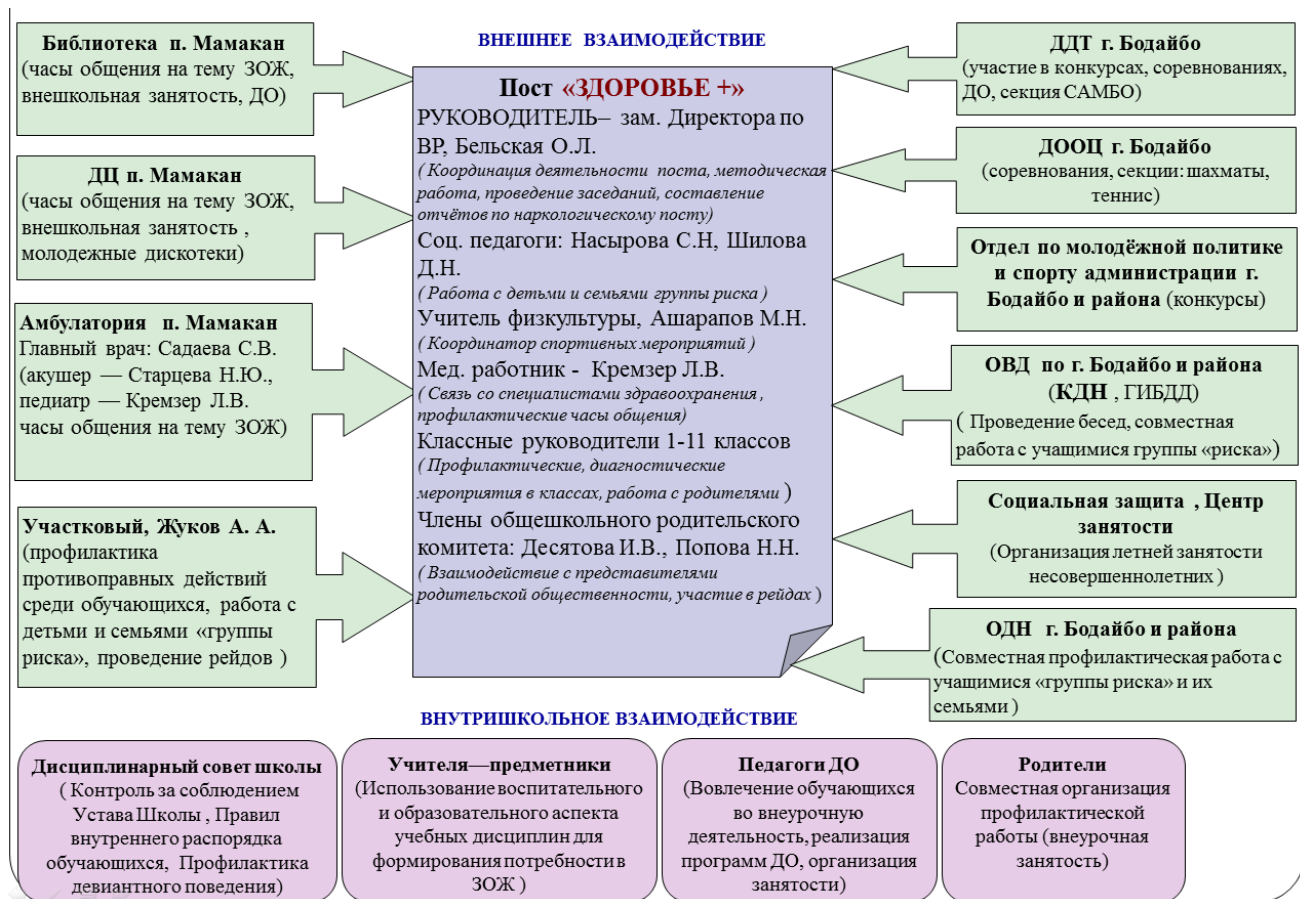 ВНЕШНЕЕ ВЗАИМОДЕЙСТВИЕ
Библиотека п. Мамакан
(часы общения на тему ЗОЖ,
внешкольная занятость, ДО)
ДЦ п. Мамакан
(часы общения на тему ЗОЖ,
внешкольная занятость ,
молодежные дискотеки)
Амбулатория п. Мамакан
Главный врач: Садаева С.В.
(акушер — Старцева Н.Ю.,
педиатр — Кремзер Л.В.
часы общения на тему ЗОЖ)
Участковый, Жуков А. А.
(профилактика
противоправных действий
среди обучающихся, работа с
детьми и семьями «группы
риска», проведение рейдов )
Пост «ЗДОРОВЬЕ +»
РУКОВОДИТЕЛЬ– зам. Директора по
ВР, Бельская О.Л.
( Координация деятельности поста, методическая
работа, проведение заседаний, составление
отчётов по наркологическому посту)
Соц. педагоги: Насырова С.Н, Шилова
Д.Н.
( Работа с детьми и семьями группы риска )
Учитель физкультуры, Ашарапов М.Н.
( Координатор спортивных мероприятий )
Мед. работник - Кремзер Л.В.
( Связь со специалистами здравоохранения ,
профилактические часы общения)
Классные руководители 1-11 классов
( Профилактические, диагностические
мероприятия в классах, работа с родителями )
Члены общешкольного родительского
комитета: Десятова И.В., Попова Н.Н.
( Взаимодействие с представителями
родительской общественности, участие в рейдах )
ДДТ г. Бодайбо
(участие в конкурсах, соревнованиях,
ДО, секция САМБО)
ДООЦ г. Бодайбо
(соревнования, секции: шахматы,
теннис)
Отдел по молодёжной политике
и спорту администрации г.
Бодайбо и района (конкурсы)
ОВД по г. Бодайбо и района
(КДН , ГИБДД)
( Проведение бесед, совместная
работа с учащимися группы «риска»)
Социальная защита , Центр
занятости
(Организация летней занятости
несовершеннолетних )
ОДН г. Бодайбо и района
(Совместная профилактическая работа с
учащимися «группы риска» и их
семьями )
ВНУТРИШКОЛЬНОЕ ВЗАИМОДЕЙСТВИЕ
Дисциплинарный совет школы
( Контроль за соблюдением
Устава Школы , Правил
внутреннего распорядка
обучающихся, Профилактика
девиантного поведения)
Учителя—предметники
(Использование воспитательного
и образовательного аспекта
учебных дисциплин для
формирования потребности в
ЗОЖ )
Педагоги ДО
(Вовлечение обучающихся
во внеурочную
деятельность, реализация
программ ДО, организация
занятости)
Родители
Совместная организация
профилактической
работы (внеурочная
занятость)